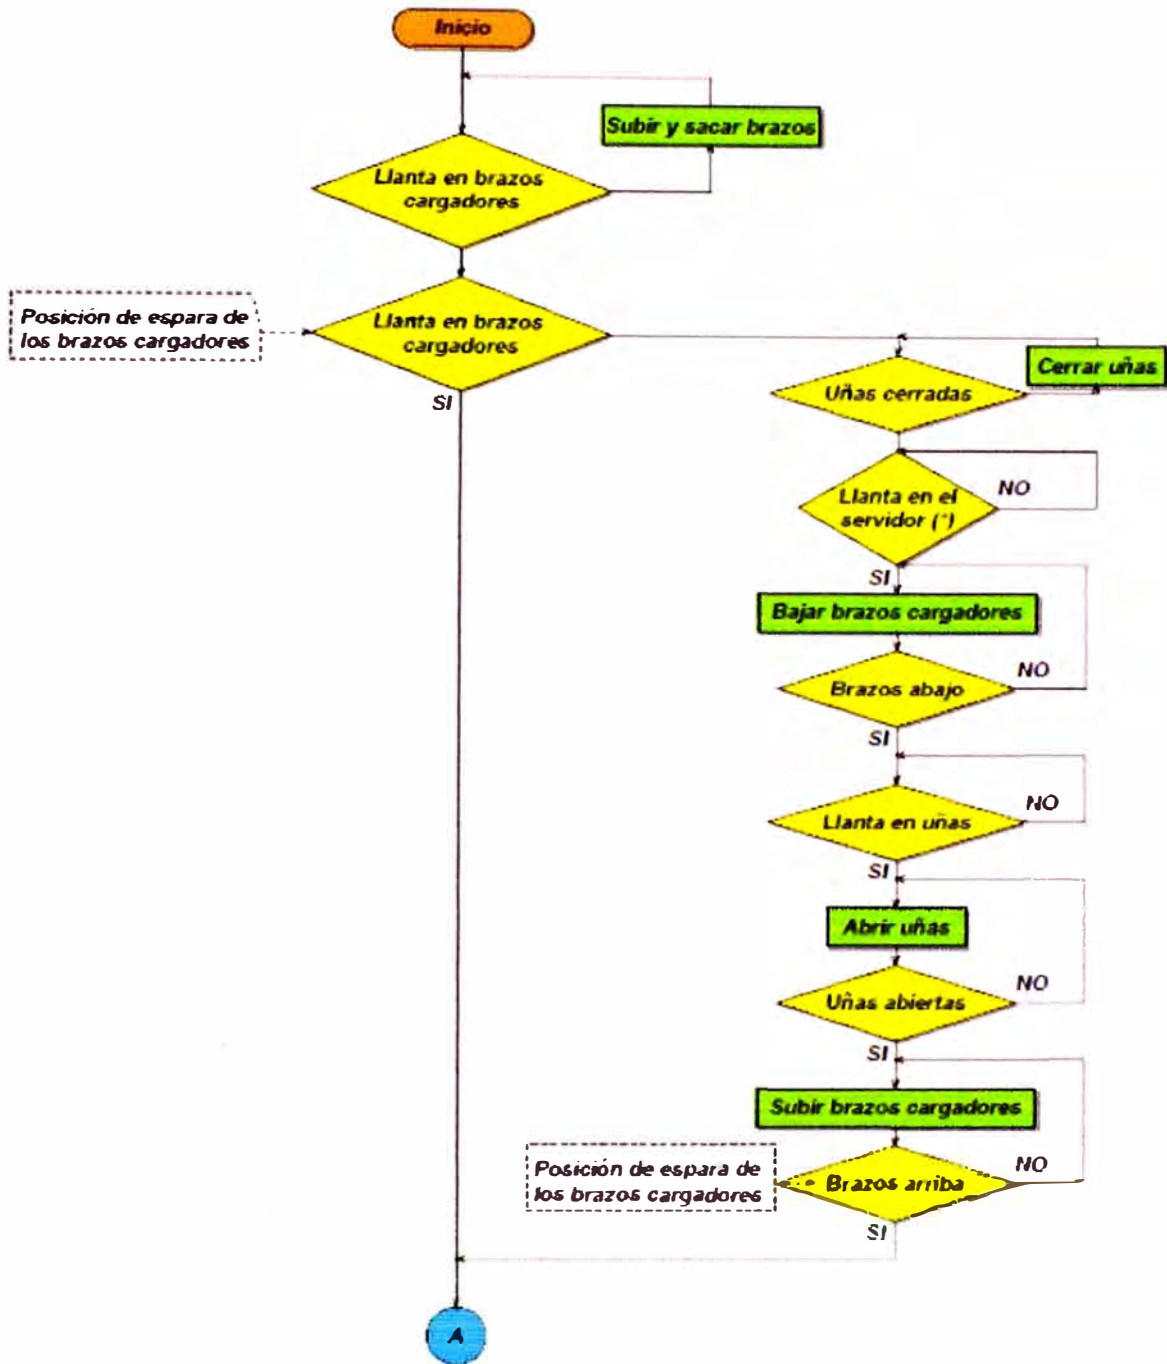 Inicio
Subir y sacar brazos
Llanta en brazos
cargadores
Posición de espara de
los brazos cargadores
Llanta en brazos
cargadores
SI
Cerrar uñas
Uñas cerradas
Llanta en el
servidor (*)
NO
SI
Bajar brazos cargadores
Brazos abajo
NO
SI
Llanta en uñas
NO
SI
Abrir uñas
Uñas abiertas
NO
SI
Subir brazos cargadores
Posición de espara de
los brazos cargadores
Brazos arriba
NO
SI
A